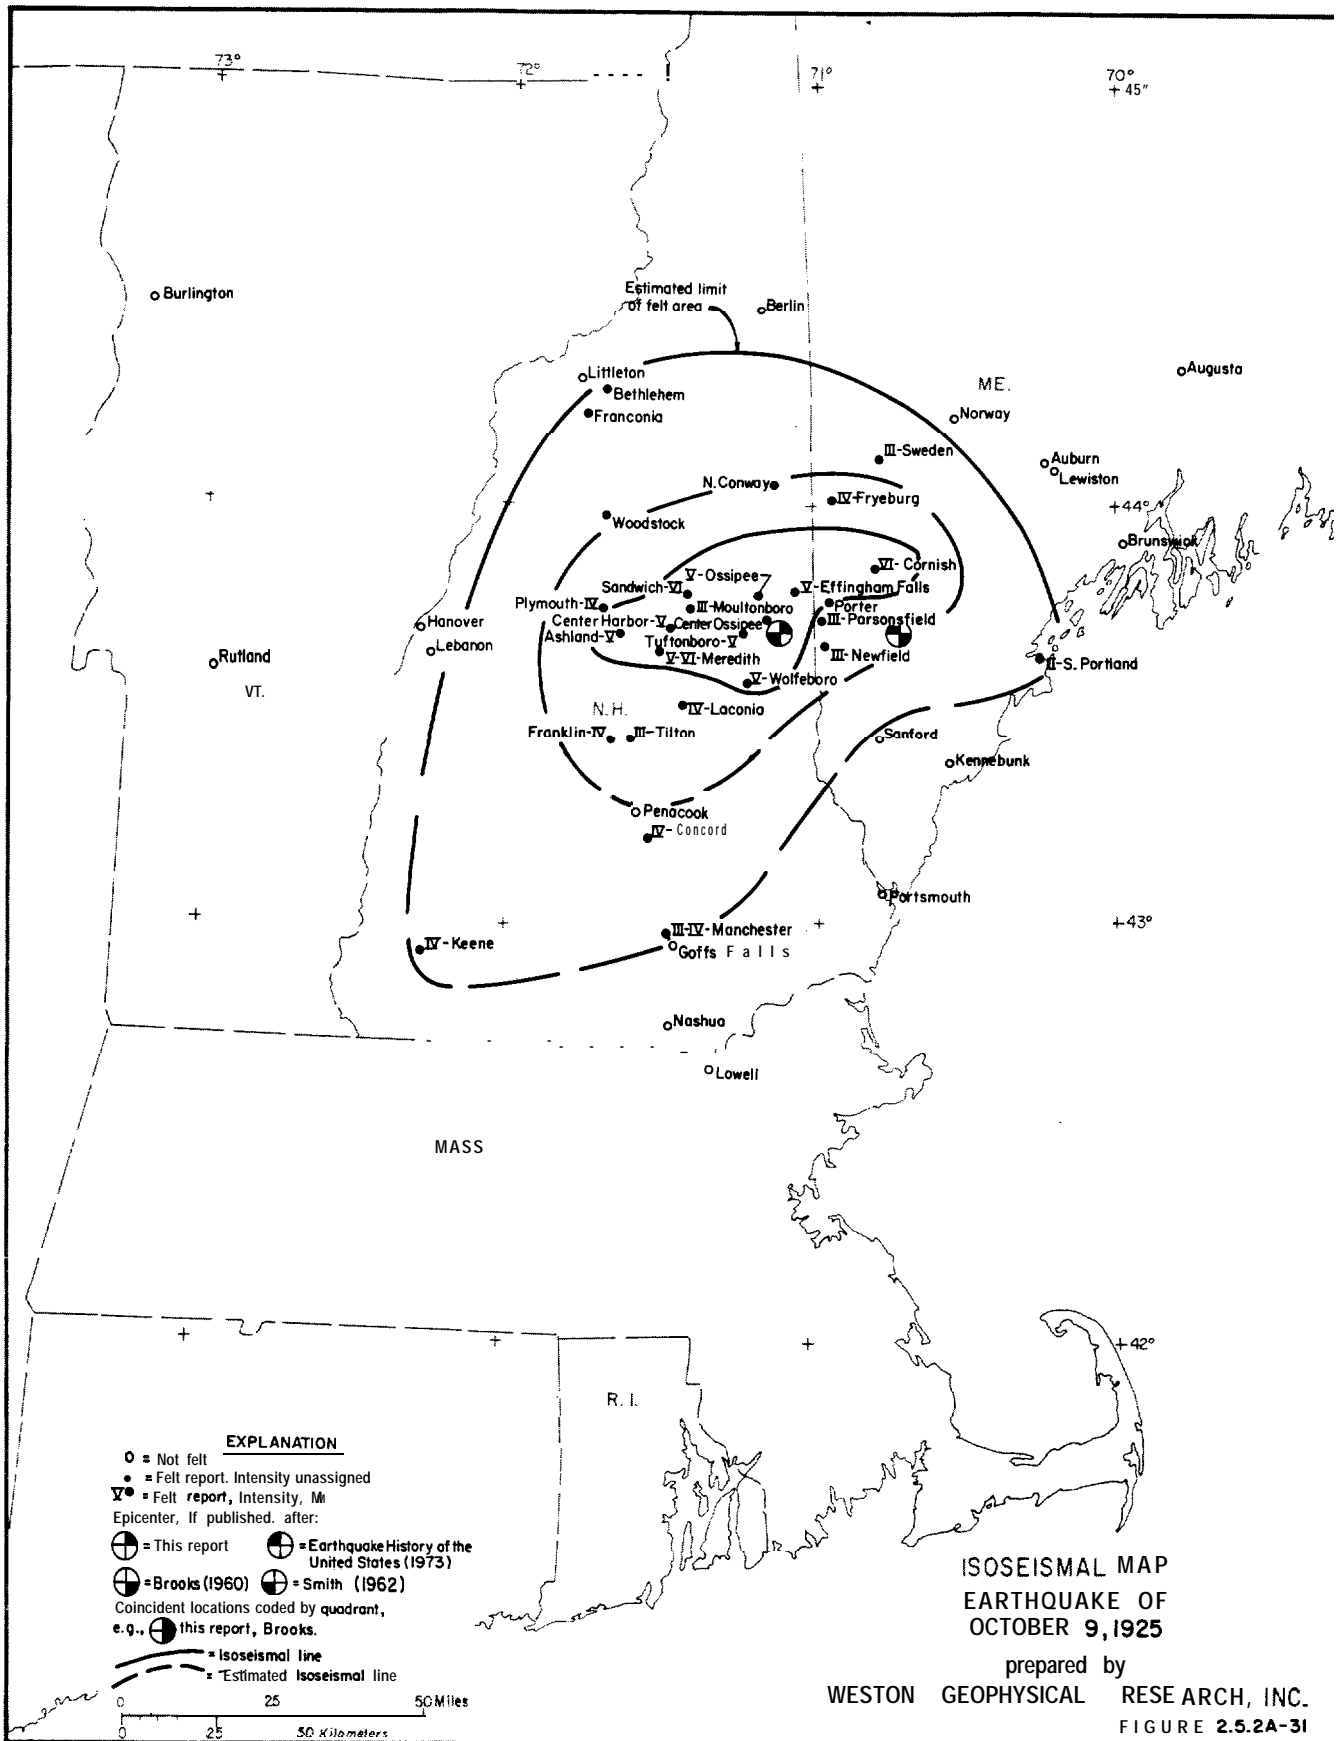 73°
72°
71°
70°
45"
Burlington
Estimated limit
of felt area
Berlin
Littleton
Bethlehem
Franconia
ME.
Augusta
Norway
III-Sweden
Auburn
Lewiston
N. Conway
IV-Fryeburg
44°
Woodstock
Brunswick
VI- Cornish
V-Ossipee
Sandwich-VI
V-Effingham Falls
Plymouth-IV
III-Moultonboro
Porter
Hanover
Center Harbor-V
Center Ossipee
III-Parsonsfield
Ashland-V
Tuftonboro-V
Lebanon
III-Newfield
Rutland
V-VI-Meredith
II-S. Portland
VT.
V-Wolfeboro
N.H.
IV-Laconia
Franklin-IV
III-Tilton
Sanford
Kennebunk
Penacook
IV-Concord
Portsmouth
43°
III-IV-Manchester
IV-Keene
Goffs Falls
Nashua
Lowell
MASS
42°
R. I.
EXPLANATION
O = Not felt
• = Felt report. Intensity unassigned
V• = Felt report, Intensity, M
Epicenter, If published. after:
= This report
= Earthquake History of the
United States (1973)
= Brooks (1960)
= Smith (1962)
Coincident locations coded by quadrant,
e.g., this report, Brooks.
= Isoseismal line
= Estimated Isoseismal line
0 25 50 Miles
0 25 50 Kilometers
ISOSEISMAL MAP
EARTHQUAKE OF
OCTOBER 9, 1925
prepared by
WESTON GEOPHYSICAL RESEARCH, INC.
FIGURE 2.5.2A-31